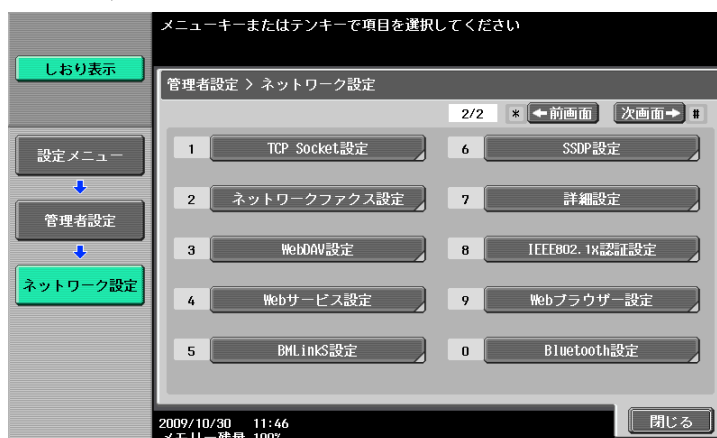 メニューキーまたはテンキーで項目を選択してください
しおり表示
管理者設定 > ネットワーク設定
2/2 * ←前画面 次画面→ #
設定メニュー
管理者設定
ネットワーク設定
1 TCP Socket設定
2 ネットワークファクス設定
3 WebDAV設定
4 Webサービス設定
5 BMLinkS設定
6 SSDP設定
7 詳細設定
8 IEEE802.1X認証設定
9 Webブラウザー設定
0 Bluetooth設定
2009/10/30 11:46
メモリー残量 100%
閉じる